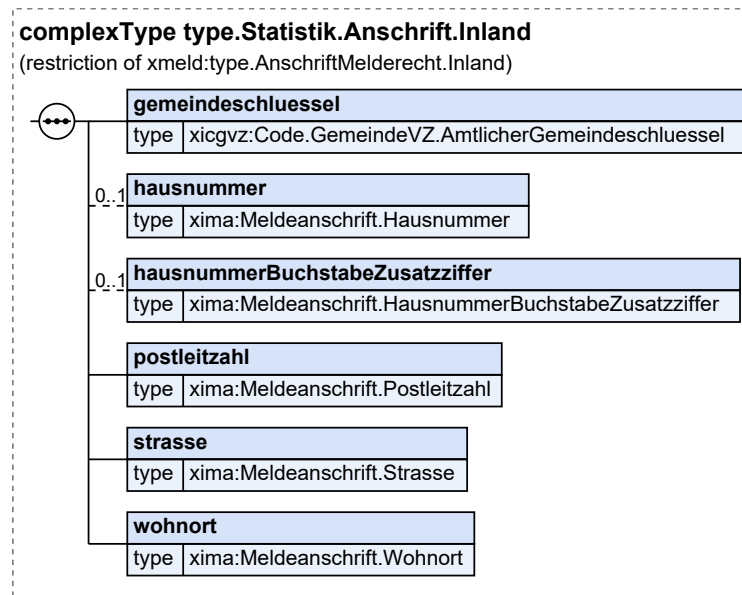 complexType type.Statistik.Anschrift.Inland
(restriction of xmeld:type.AnschriftMelderecht.Inland)
gemeindeschluessel
type xicgvz:Code.GemeindeVZ.AmtlicherGemeindeschluessel
0..1 hausnummer
type xima:Meldeanschrift.Hausnummer
0..1 hausnummerBuchstabeZusatzziffer
type xima:Meldeanschrift.HausnummerBuchstabeZusatzziffer
postleitzahl
type xima:Meldeanschrift.Postleitzahl
strasse
type xima:Meldeanschrift.Strasse
wohnort
type xima:Meldeanschrift.Wohnort